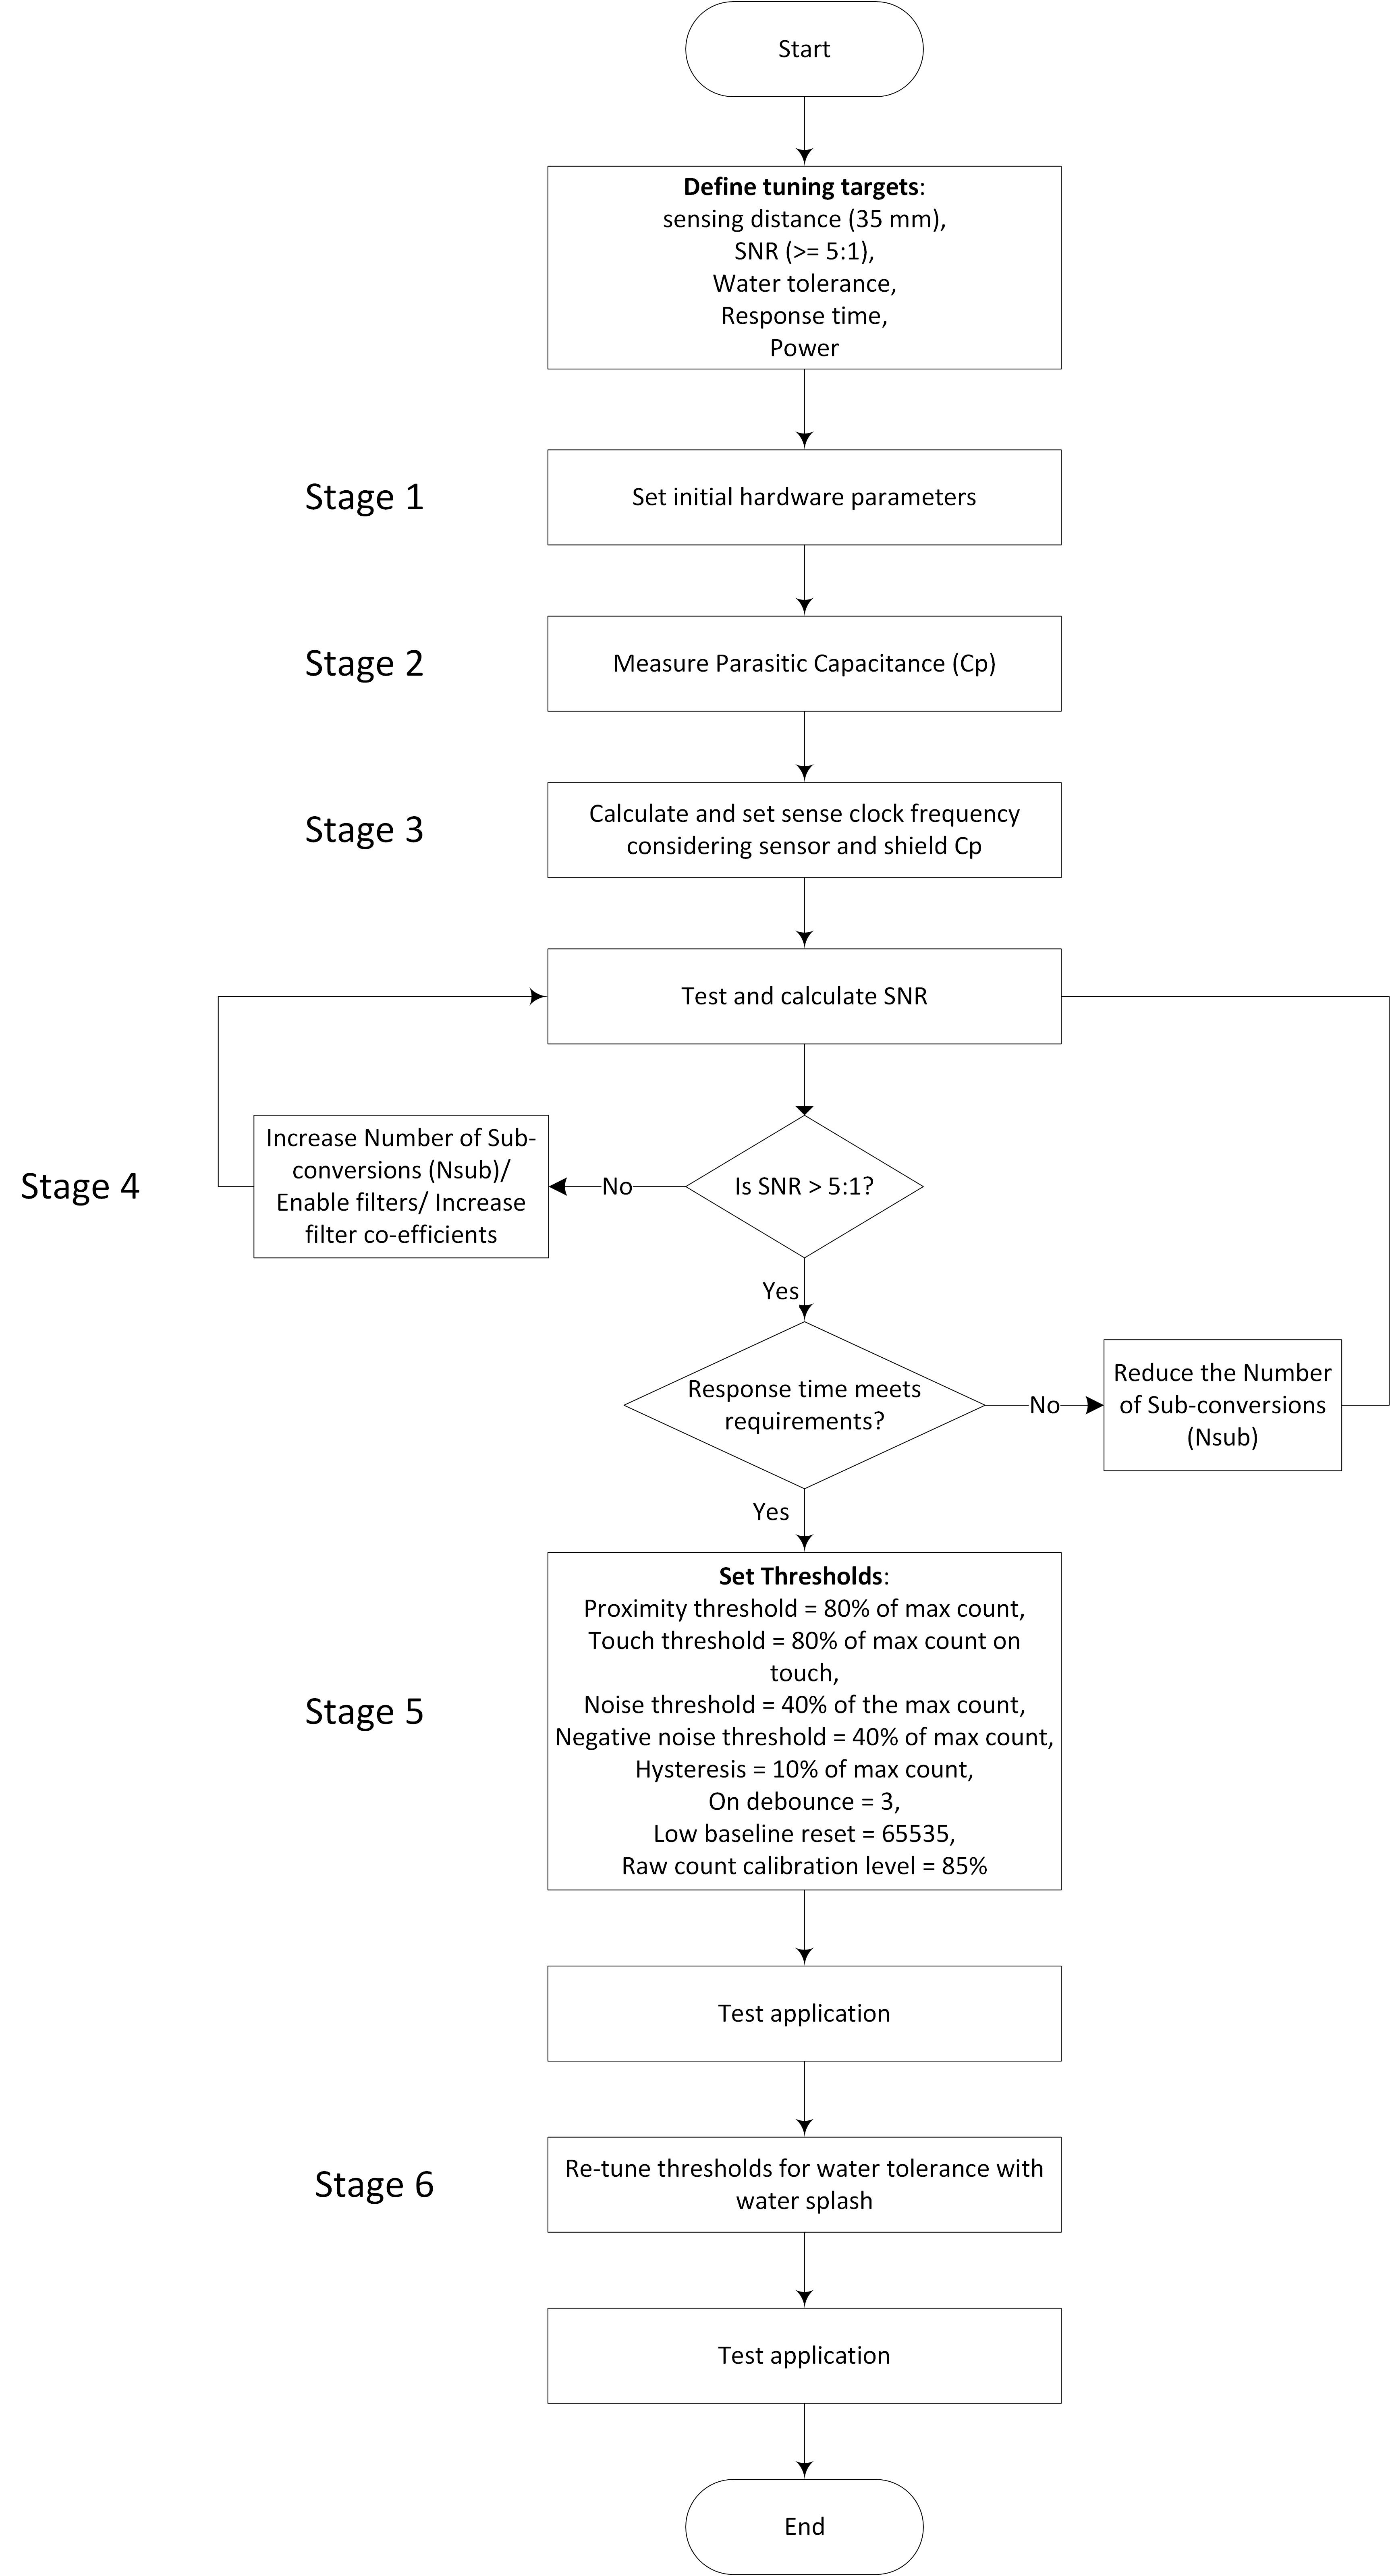 Start
Define tuning targets:
sensing distance (35 mm),
SNR (>= 5:1),
Water tolerance,
Response time,
Power
Stage 1
Set initial hardware parameters
Stage 2
Measure Parasitic Capacitance (Cp)
Stage 3
Calculate and set sense clock frequency
considering sensor and shield Cp
Test and calculate SNR
Stage 4
Increase Number of Sub-
conversions (Nsub)/
Enable filters/ Increase
filter co-efficients
No
Is SNR > 5:1?
Yes
Response time meets
requirements?
No
Reduce the Number
of Sub-conversions
(Nsub)
Yes
Stage 5
Set Thresholds:
Proximity threshold = 80% of max count,
Touch threshold = 80% of max count on
touch,
Noise threshold = 40% of the max count,
Negative noise threshold = 40% of max count,
Hysteresis = 10% of max count,
On debounce = 3,
Low baseline reset = 65535,
Raw count calibration level = 85%
Test application
Stage 6
Re-tune thresholds for water tolerance with
water splash
Test application
End